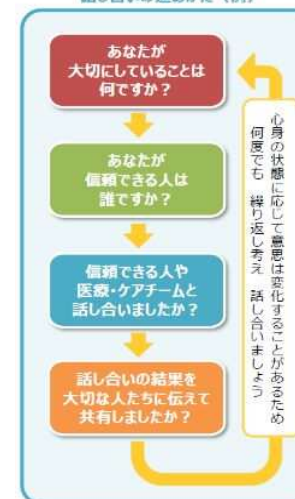 話し合いの進めかた（例）
あなたが
大切にしていることは
何ですか？
あなたが
信頼できる人は
誰ですか？
信頼できる人や
医療・ケアチームと
話し合いましたか？
話し合いの結果を
大切な人たちに伝えて
共有しましたか？
心身の状態に応じて意思は変化することがあるため
何度でも　繰り返し考え　話し合いましょう